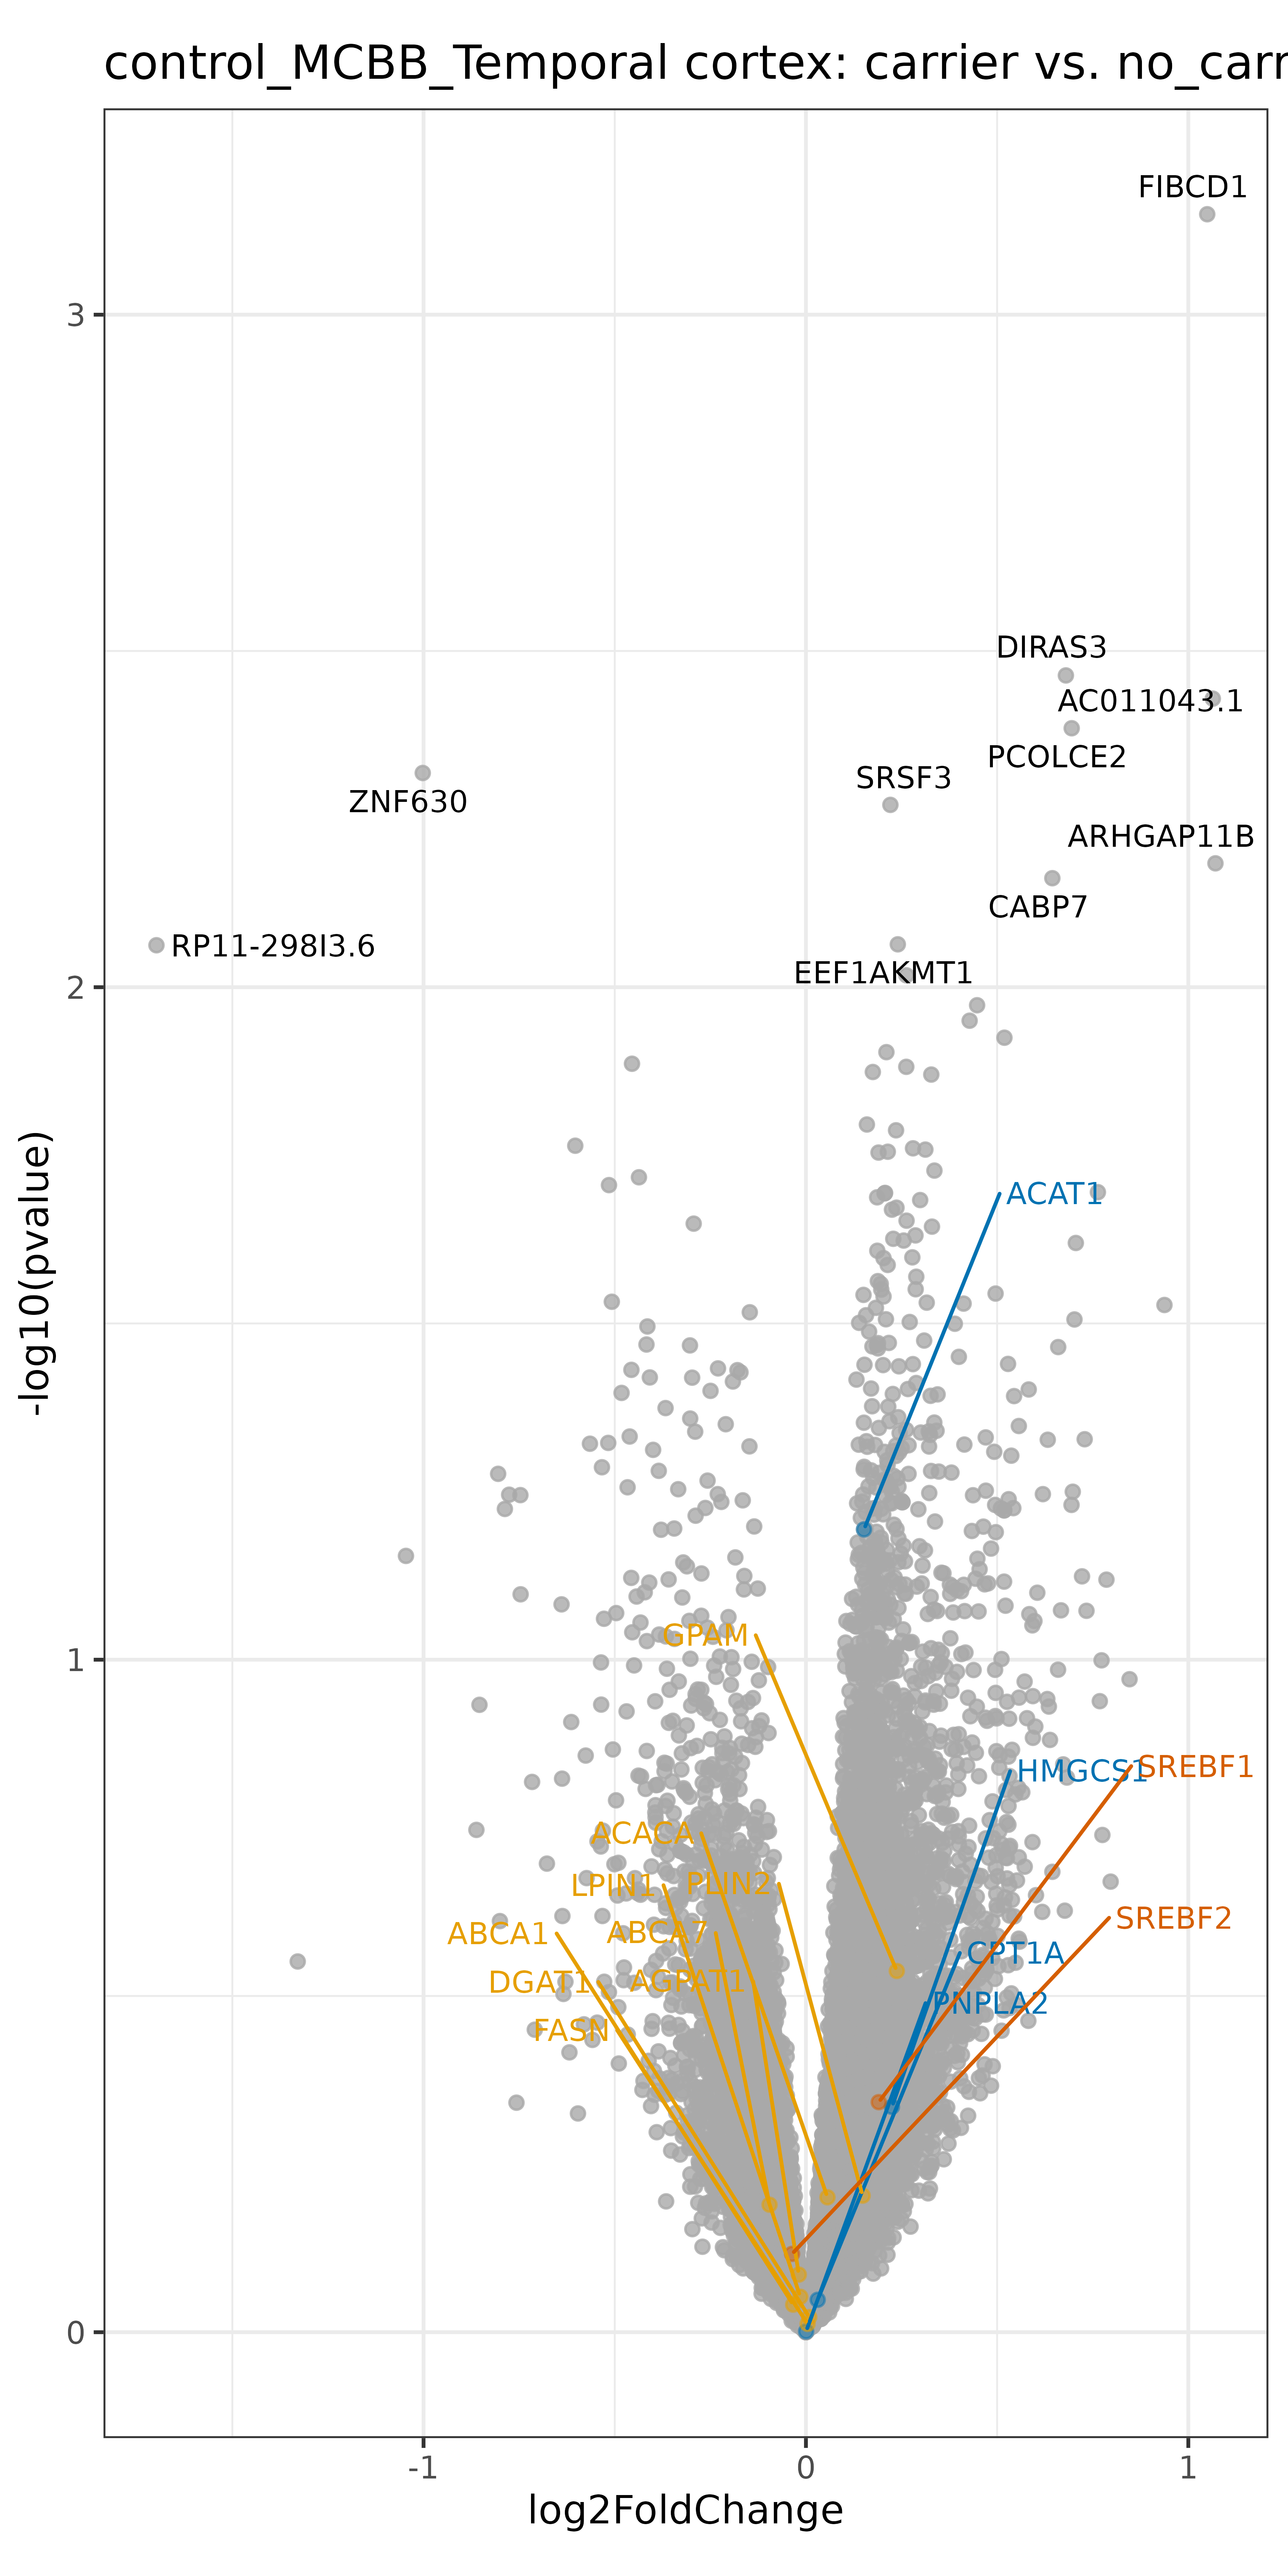 control_MCBB_Temporal cortex: carrier vs. no_carr
FIBCD1
3
DIRAS3
AC011043.1
PCOLCE2
SRSF3
ZNF630
ARHGAP11B
CABP7
RP11-298I3.6
EEF1AKMT1
2
ACAT1
-log10(pvalue)
GPAM
1
HMGCS1
SREBF1
ACACA
LPIN1
PLIN2
SREBF2
ABCA1
ABCA7
CPT1A
DGAT1
AGPAT1
PNPLA2
FASN
0
-1
0
1
log2FoldChange